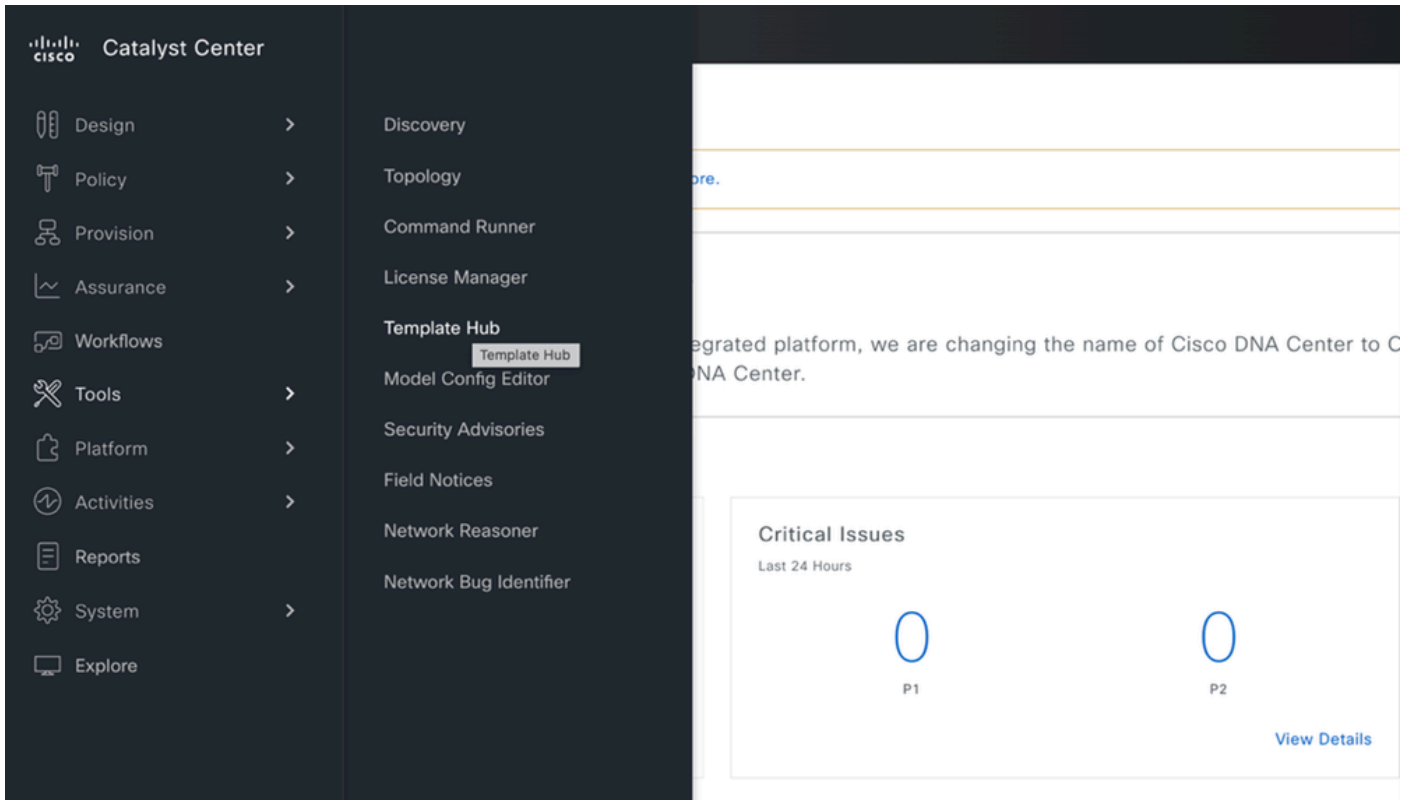 cisco
Catalyst Center
Design
Policy
Provision
Assurance
Workflows
Tools
Platform
Activities
Reports
System
Explore
Discovery
Topology
Command Runner
License Manager
Template Hub
Template Hub
Model Config Editor
Security Advisories
Field Notices
Network Reasoner
Network Bug Identifier
ore.
egrated platform, we are changing the name of Cisco DNA Center to C
NA Center.
Critical Issues
Last 24 Hours
0 0
P1 P2
View Details